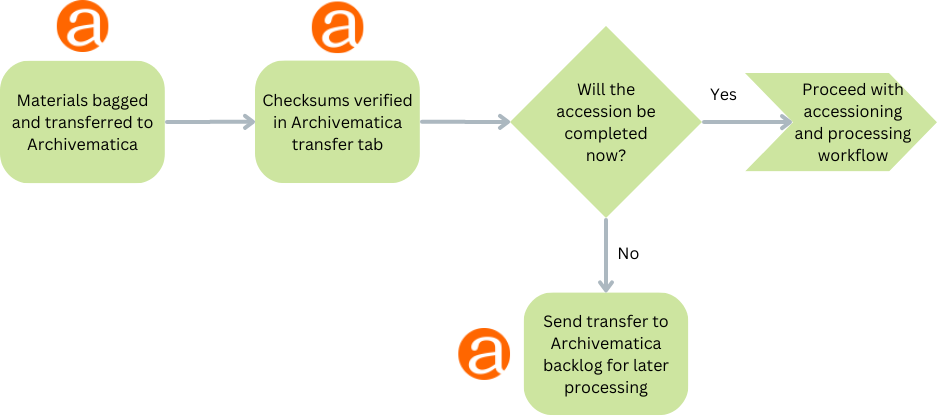 Materials bagged
and transferred to
Archivematica
Checksums verified
in Archivematica
transfer tab
Will the
accession be
completed
now?
Yes
Proceed with
accessioning
and processing
workflow
No
Send transfer to
Archivematica
backlog for later
processing
a
a
a